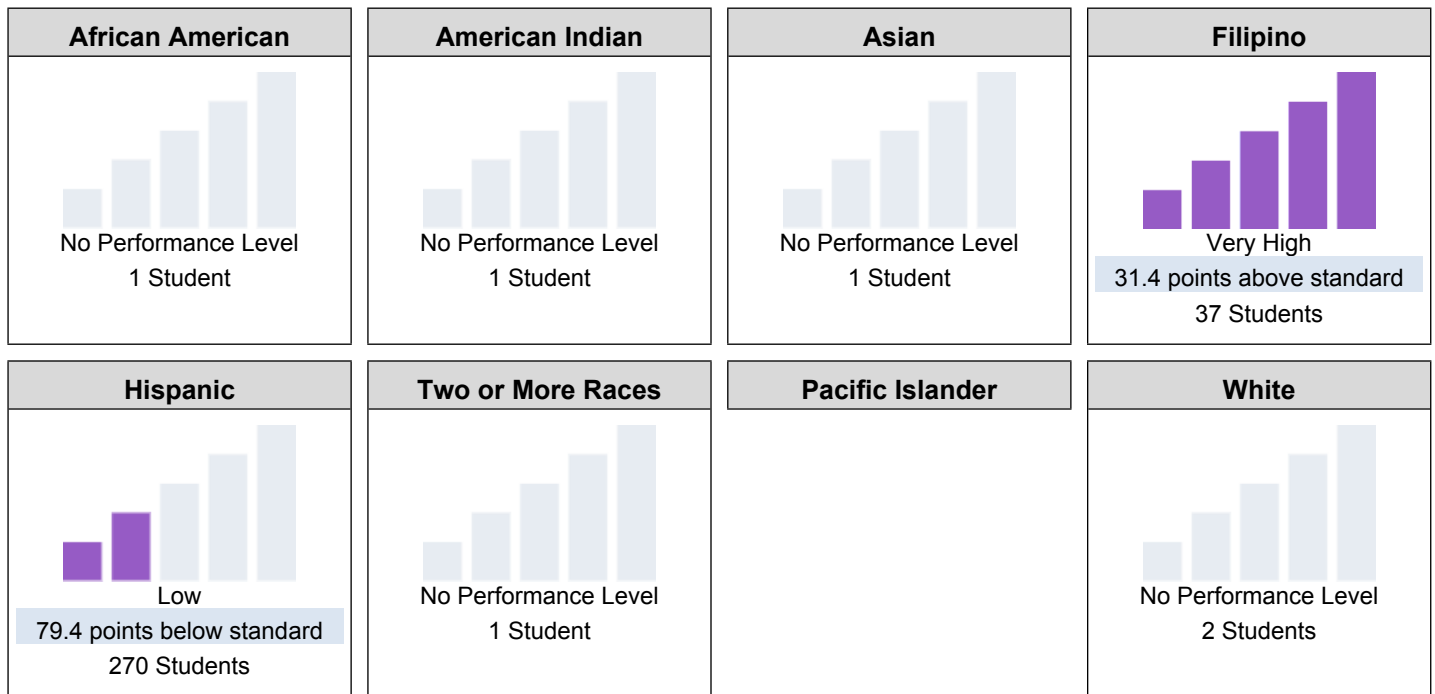 African American
No Performance Level
1 Student
American Indian
No Performance Level
1 Student
Asian
No Performance Level
1 Student
Filipino
Very High
31.4 points above standard
37 Students
Hispanic
Low
79.4 points below standard
270 Students
Two or More Races
No Performance Level
1 Student
Pacific Islander
White
No Performance Level
2 Students